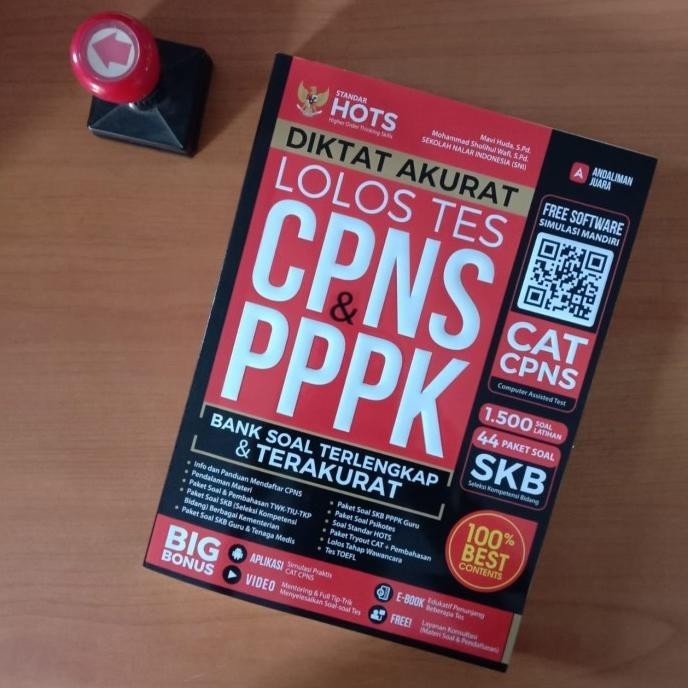 STANDAR
HOTS
Higher Order Thinking Skills
Mavi Huda, S.Pd.
Mohammad Sholihul Wafi, S.Pd.
SEKOLAH NALAR INDONESIA (SNI)
ANDALIMAN
JUARA
DIKTAT AKURAT
LOLOS TES
CPNS
&
PPPK
BANK SOAL TERLENGKAP
& TERAKURAT
FREE SOFTWARE
SIMULASI MANDIRI
CAT
CPNS
Computer Assisted Test
1.500 SOAL
LATIHAN
44 PAKET SOAL
SKB
Seleksi Kompetensi Bidang
100%
BEST
CONTENTS
• Info dan Panduan Mendaftar CPNS
• Pendalaman Materi
• Paket Soal & Pembahasan TWK-TIU-TKP
• Paket Soal SKB (Seleksi Kompetensi
Bidang) Berbagai Kementerian
• Paket Soal SKB Guru & Tenaga Medis
• Paket Soal SKB PPPK Guru
• Paket Soal Psikotes
• Soal Standar HOTS
• Paket Tryout CAT + Pembahasan
• Lolos Tahap Wawancara
• Tes TOEFL
BIG
BONUS
APLIKASI Simulasi Praktis
CAT CPNS
VIDEO Mentoring & Full Tip-Trik
Menyelesaikan Soal-soal Tes
E-BOOK Edukatif Penunjang
Beberapa Tes
FREE! Layanan Konsultasi
(Materi Soal & Pendaftaran)